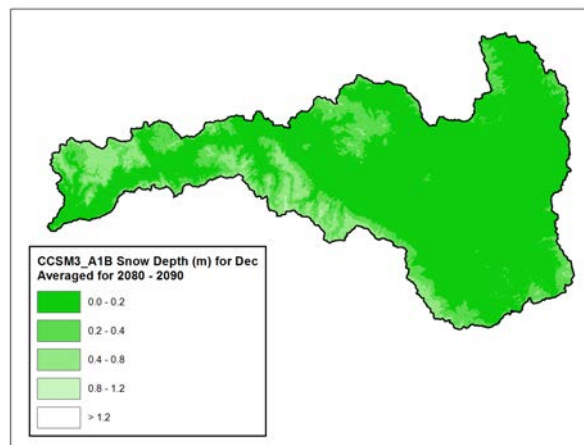 CCSM3_A1B Snow Depth (m) for Dec
Averaged for 2080 - 2090
0.0 - 0.2
0.2 - 0.4
0.4 - 0.8
0.8 - 1.2
> 1.2